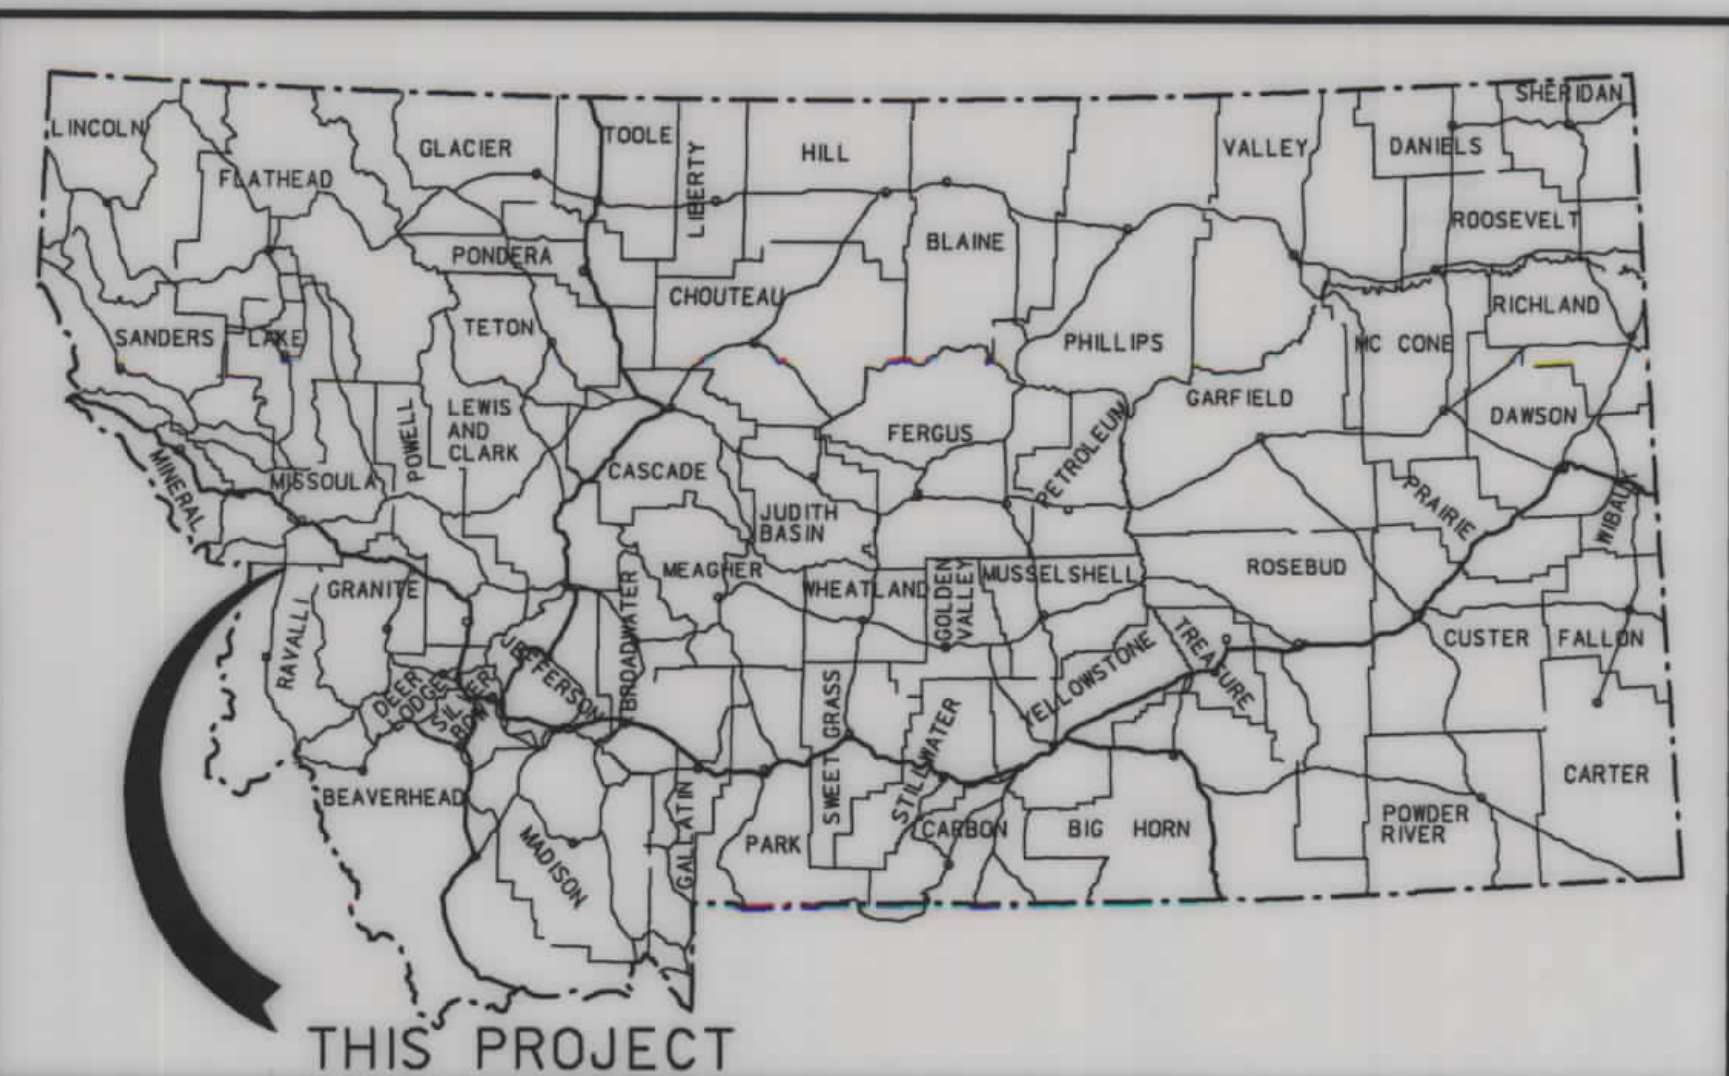 SHERIDAN
LINCOLN
GLACIER
TOOLE
LIBERTY
HILL
VALLEY
DANIELS
FLATHEAD
ROOSEVELT
BLAINE
PONDERA
CHOUTEAU
RICHLAND
SANDERS
LAKE
TETON
PHILLIPS
MC CONE
GARFIELD
DAWSON
POWELL
LEWIS
AND
CLARK
FERGUS
PETROLEUM
MINERAL
MISSOULA
CASCADE
JUDITH
BASIN
PRAIRIE
WIBAUX
MEAGHER
GRANITE
BROADWATER
WHEATLAND
GOLDEN
VALLEY
MUSSELSHELL
ROSEBUD
RAVALLI
DEER
LODGE
SILVER
BOW
JEFFERSON
SWEET GRASS
STILLWATER
YELLOWSTONE
TREASURE
CUSTER
FALLON
BEAVERHEAD
MADISON
GALLATIN
PARK
CARBON
BIG HORN
POWDER
RIVER
CARTER
THIS PROJECT